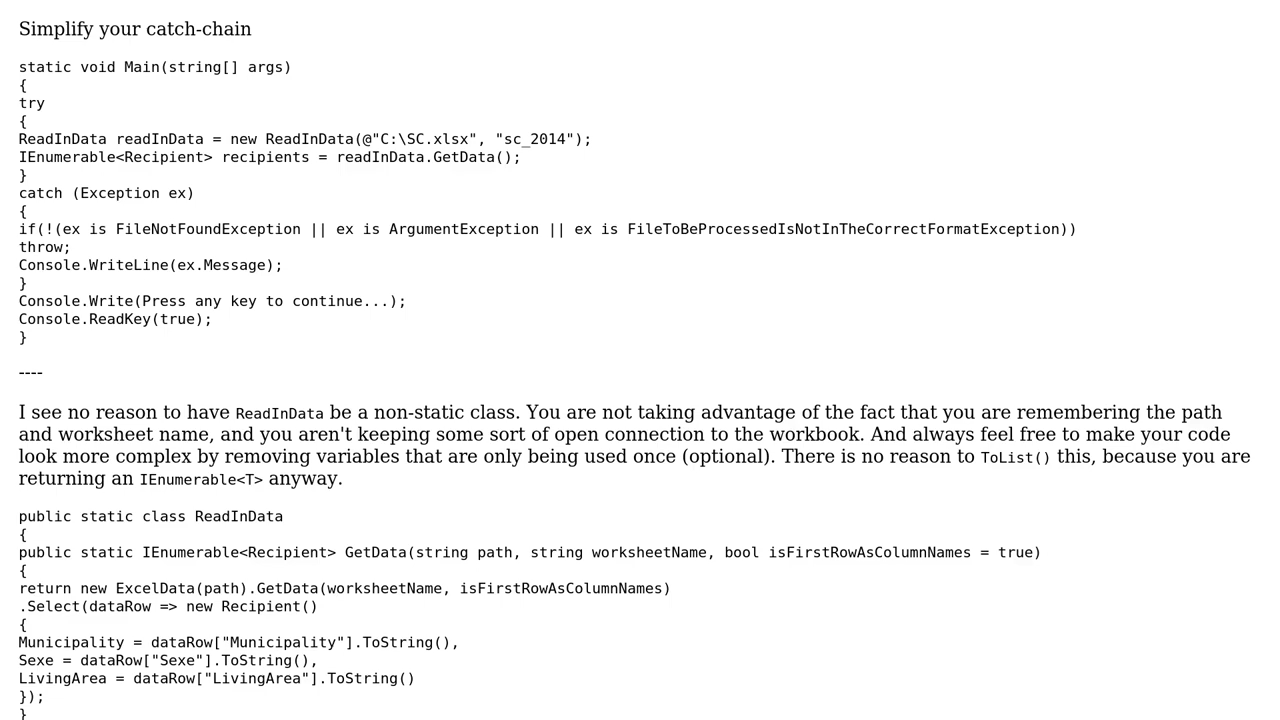 Simplify your catch-chain
static void Main(string[] args)
{
try
{
ReadInData readInData = new ReadInData(@"C:\SC.xlsx", "sc_2014");
IEnumerable<Recipient> recipients = readInData.GetData();
}
catch (Exception ex)
{
if(!(ex is FileNotFoundException || ex is ArgumentException || ex is FileToBeProcessedIsNotInTheCorrectFormatException))
throw;
Console.WriteLine(ex.Message);
}
Console.Write(Press any key to continue...);
Console.ReadKey(true);
}
----
I see no reason to have ReadInData be a non-static class. You are not taking advantage of the fact that you are remembering the path
and worksheet name, and you aren't keeping some sort of open connection to the workbook. And always feel free to make your code
look more complex by removing variables that are only being used once (optional). There is no reason to ToList() this, because you are
returning an IEnumerable<T> anyway.
public static class ReadInData
{
public static IEnumerable<Recipient> GetData(string path, string worksheetName, bool isFirstRowAsColumnNames = true)
{
return new ExcelData(path).GetData(worksheetName, isFirstRowAsColumnNames)
.Select(dataRow => new Recipient()
{
Municipality = dataRow["Municipality"].ToString(),
Sexe = dataRow["Sexe"].ToString(),
LivingArea = dataRow["LivingArea"].ToString()
});
}